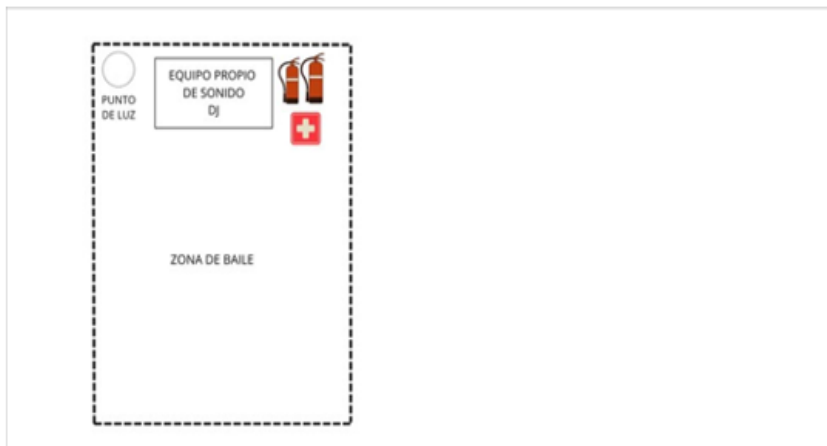 PUNTO
DE LUZ
EQUIPO PROPIO
DE SONIDO
DJ
ZONA DE BAILE